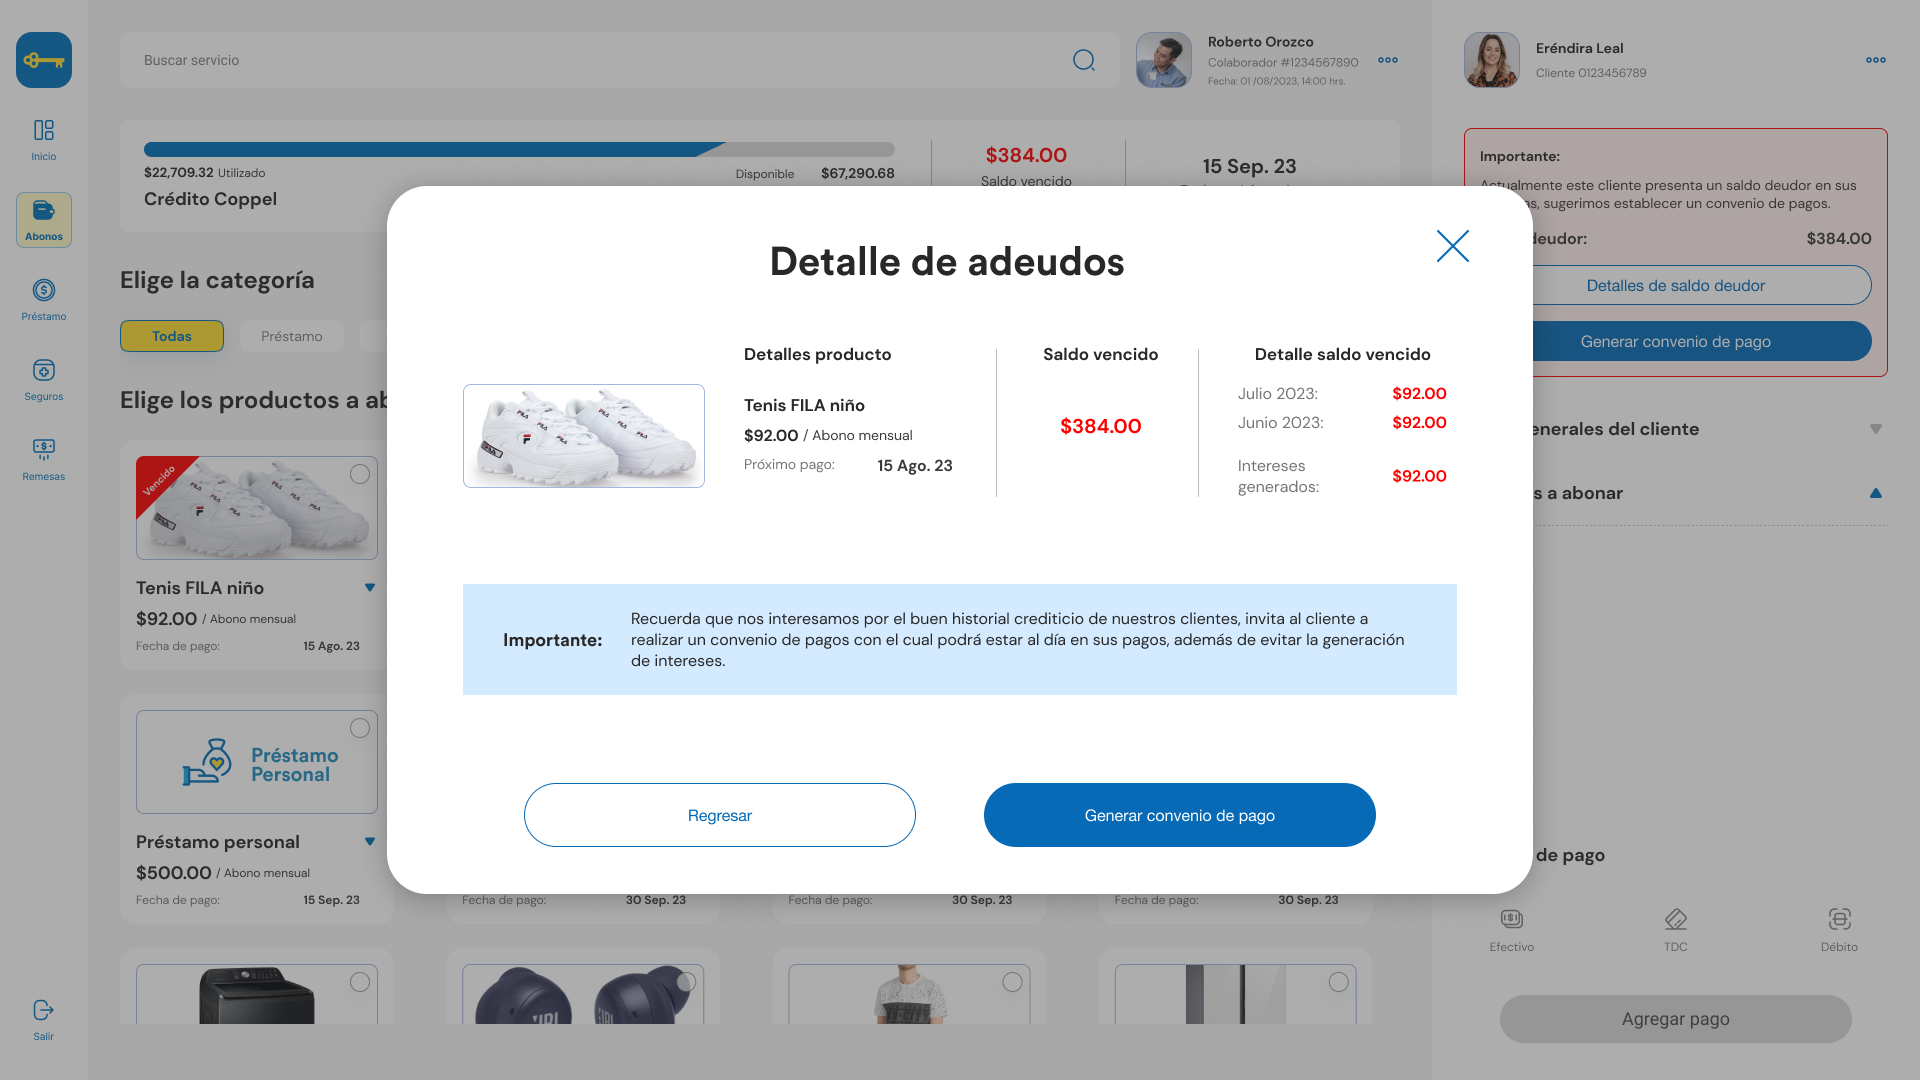 Buscar servicio
Roberto Orozco
Colaborador #1234567890
Fecha: 01 /08/2023, 14:00 hrs.
Eréndira Leal
Cliente 0123456789
Inicio
Abonos
Préstamo
Seguros
Remesas
Salir
$22,709.32 Utilizado
Disponible $67,290.68
Crédito Coppel
$384.00
Saldo vencido
15 Sep. 23
Importante:
Actualmente este cliente presenta un saldo deudor en sus
sugerimos establecer un convenio de pagos.
deudor:
$384.00
Detalles de saldo deudor
Generar convenio de pago
Elige la categoría
Todas
Préstamo
Elige los productos a
Vencido
Tenis FILA niño
$92.00 / Abono mensual
Fecha de pago: 15 Ago. 23
Préstamo
Personal
Préstamo personal
$500.00 / Abono mensual
Fecha de pago: 15 Sep. 23
Fecha de pago: 30 Sep. 23
Fecha de pago: 30 Sep. 23
Fecha de pago: 30 Sep. 23
Detalle de adeudos
Detalles producto
Saldo vencido
Detalle saldo vencido
Tenis FILA niño
$92.00 / Abono mensual
Próximo pago: 15 Ago. 23
$384.00
Julio 2023: $92.00
Junio 2023: $92.00
Intereses
generados:
$92.00
Importante:
Recuerda que nos interesamos por el buen historial crediticio de nuestros clientes, invita al cliente a
realizar un convenio de pagos con el cual podrá estar al día en sus pagos, además de evitar la generación
de intereses.
Regresar
Generar convenio de pago
enerales del cliente
a abonar
de pago
Efectivo
TDC
Débito
Agregar pago